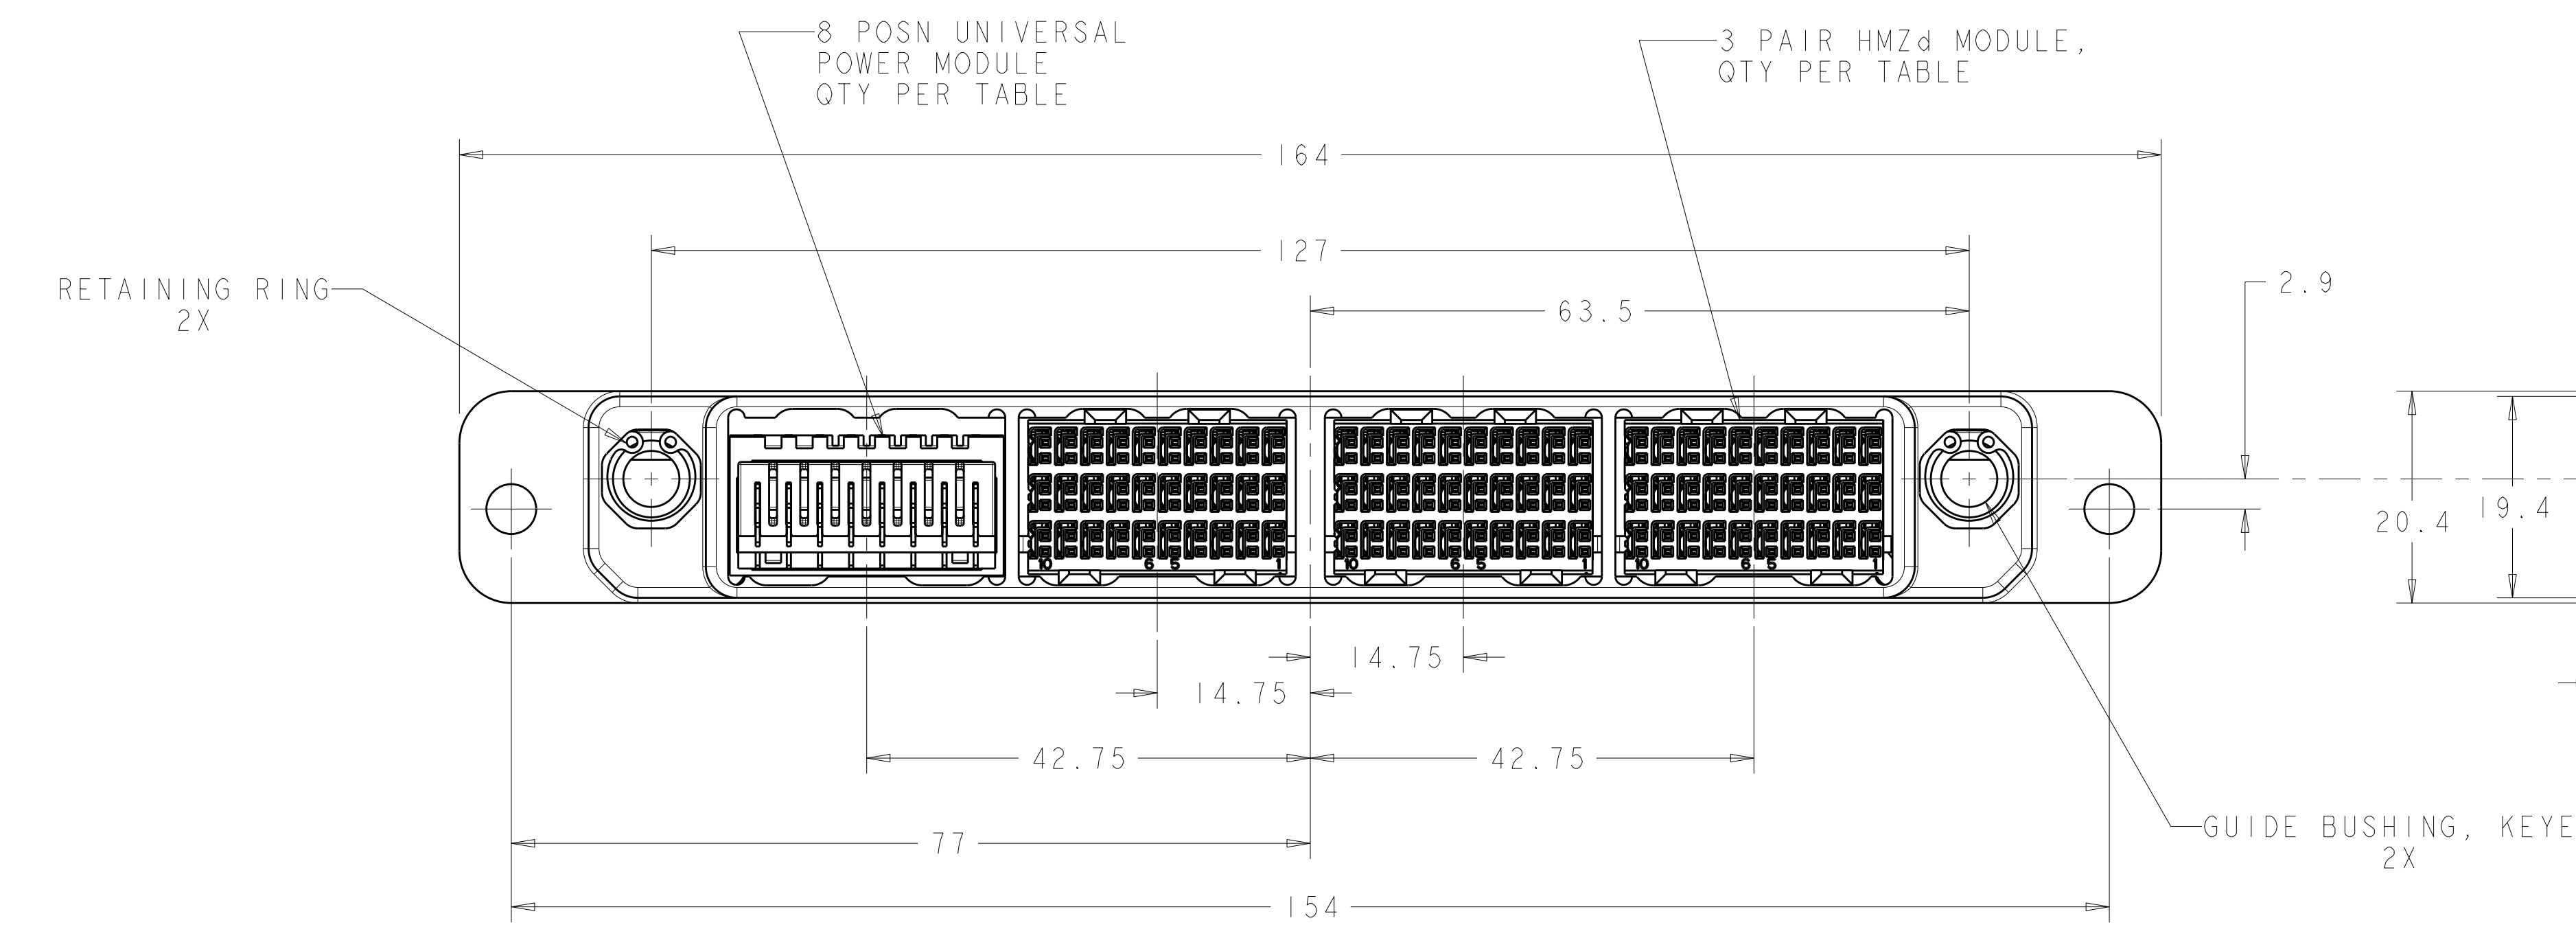 8 POSN UNIVERSAL
POWER MODULE
QTY PER TABLE
3 PAIR HMZd MODULE,
QTY PER TABLE
164
127
63.5
2.9
RETAINING RING
2X
20.4
19.4
10 6 5 1
10 6 5 1
10 6 5 1
14.75
14.75
42.75
42.75
77
GUIDE BUSHING, KEYE
2X
154